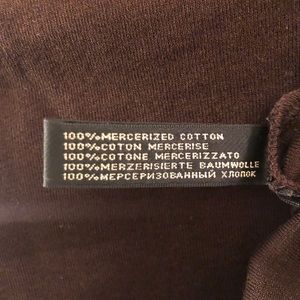 100%MERCERIZED COTTON
100%COTON MERCERISE
100%COTONE MERCERIZZATO
100%MERZERISIERTE BAUMWOLLE
100%МЕРСЕРИЗОВАННЫЙ ХЛОПОК